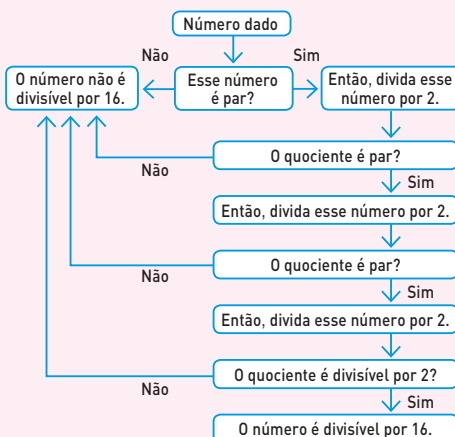 Número dado
Não
Sim
O número não é
divisível por 16.
Esse número
é par?
Então, divida esse
número por 2.
O quociente é par?
Não
Sim
Então, divida esse número por 2.
O quociente é par?
Não
Sim
Então, divida esse número por 2.
O quociente é divisível por 2?
Não
Sim
O número é divisível por 16.